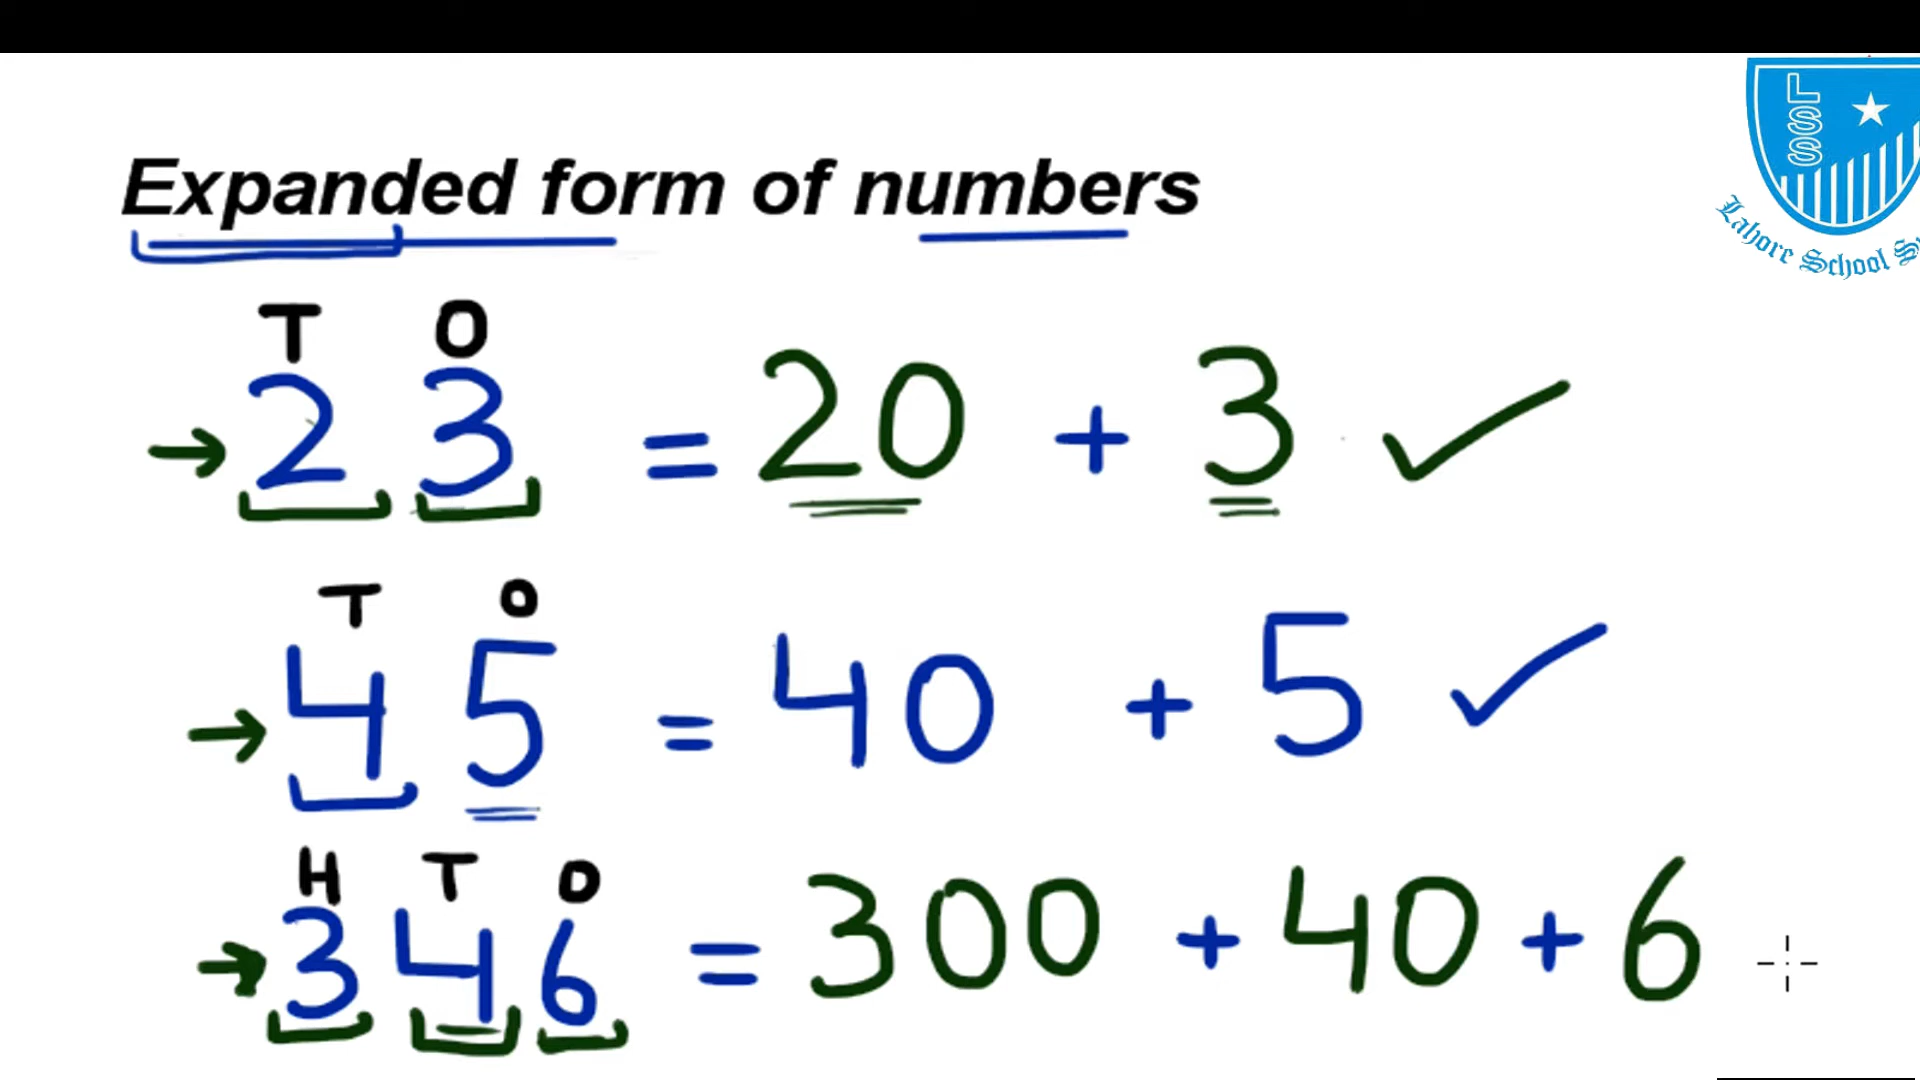 LSS
Lahore School S
Expanded form of numbers
T O
23 = 20 + 3
T O
45 = 40 + 5
H T O
346 = 300 + 40 + 6